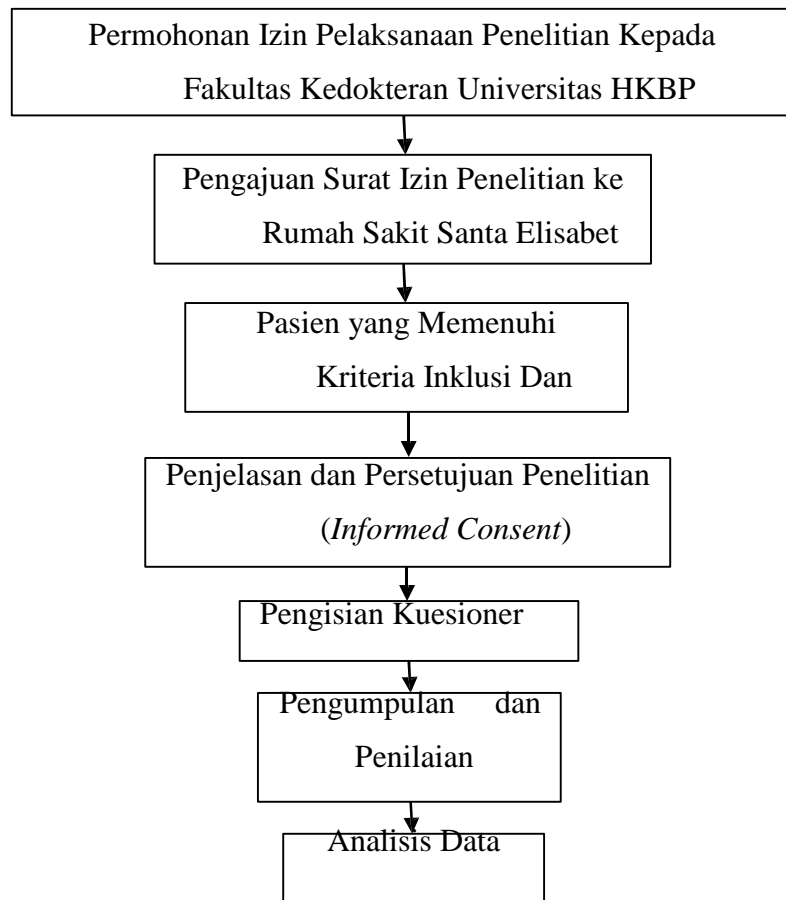 Permohonan Izin Pelaksanaan Penelitian Kepada
Fakultas Kedokteran Universitas HKBP
Pengajuan Surat Izin Penelitian ke
Rumah Sakit Santa Elisabet
Pasien yang Memenuhi
Kriteria Inklusi Dan
Penjelasan dan Persetujuan Penelitian
(Informed Consent)
Pengisian Kuesioner
Pengumpulan dan
Penilaian
Analisis Data